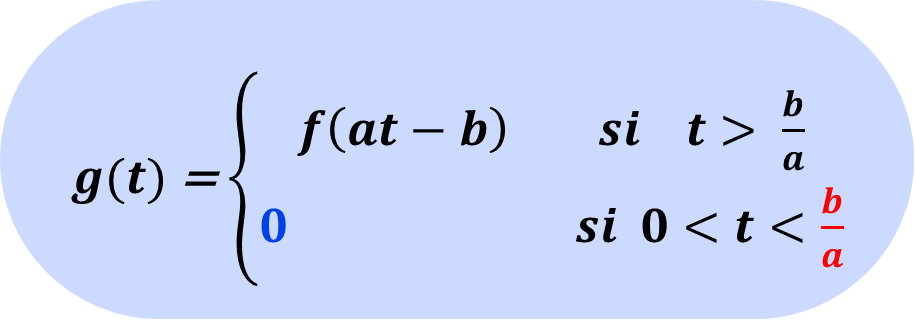 g(t) = { f(at − b) si t > b/a
0 si 0 < t < b/a